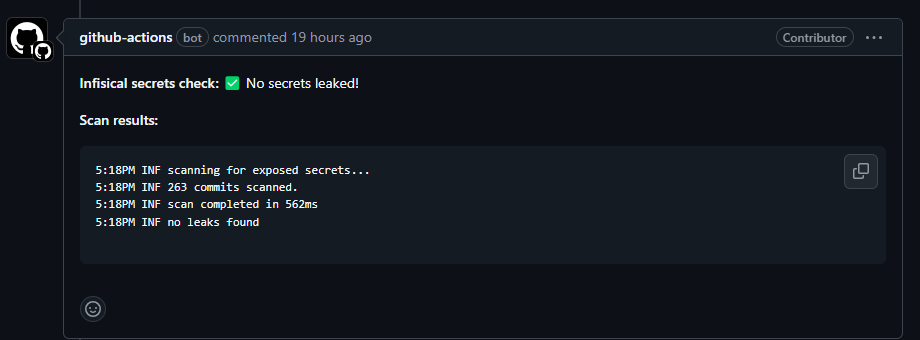 github-actions bot commented 19 hours ago Contributor ...
Infisical secrets check: ✅ No secrets leaked!
Scan results:
5:18PM INF scanning for exposed secrets...
5:18PM INF 263 commits scanned.
5:18PM INF scan completed in 562ms
5:18PM INF no leaks found